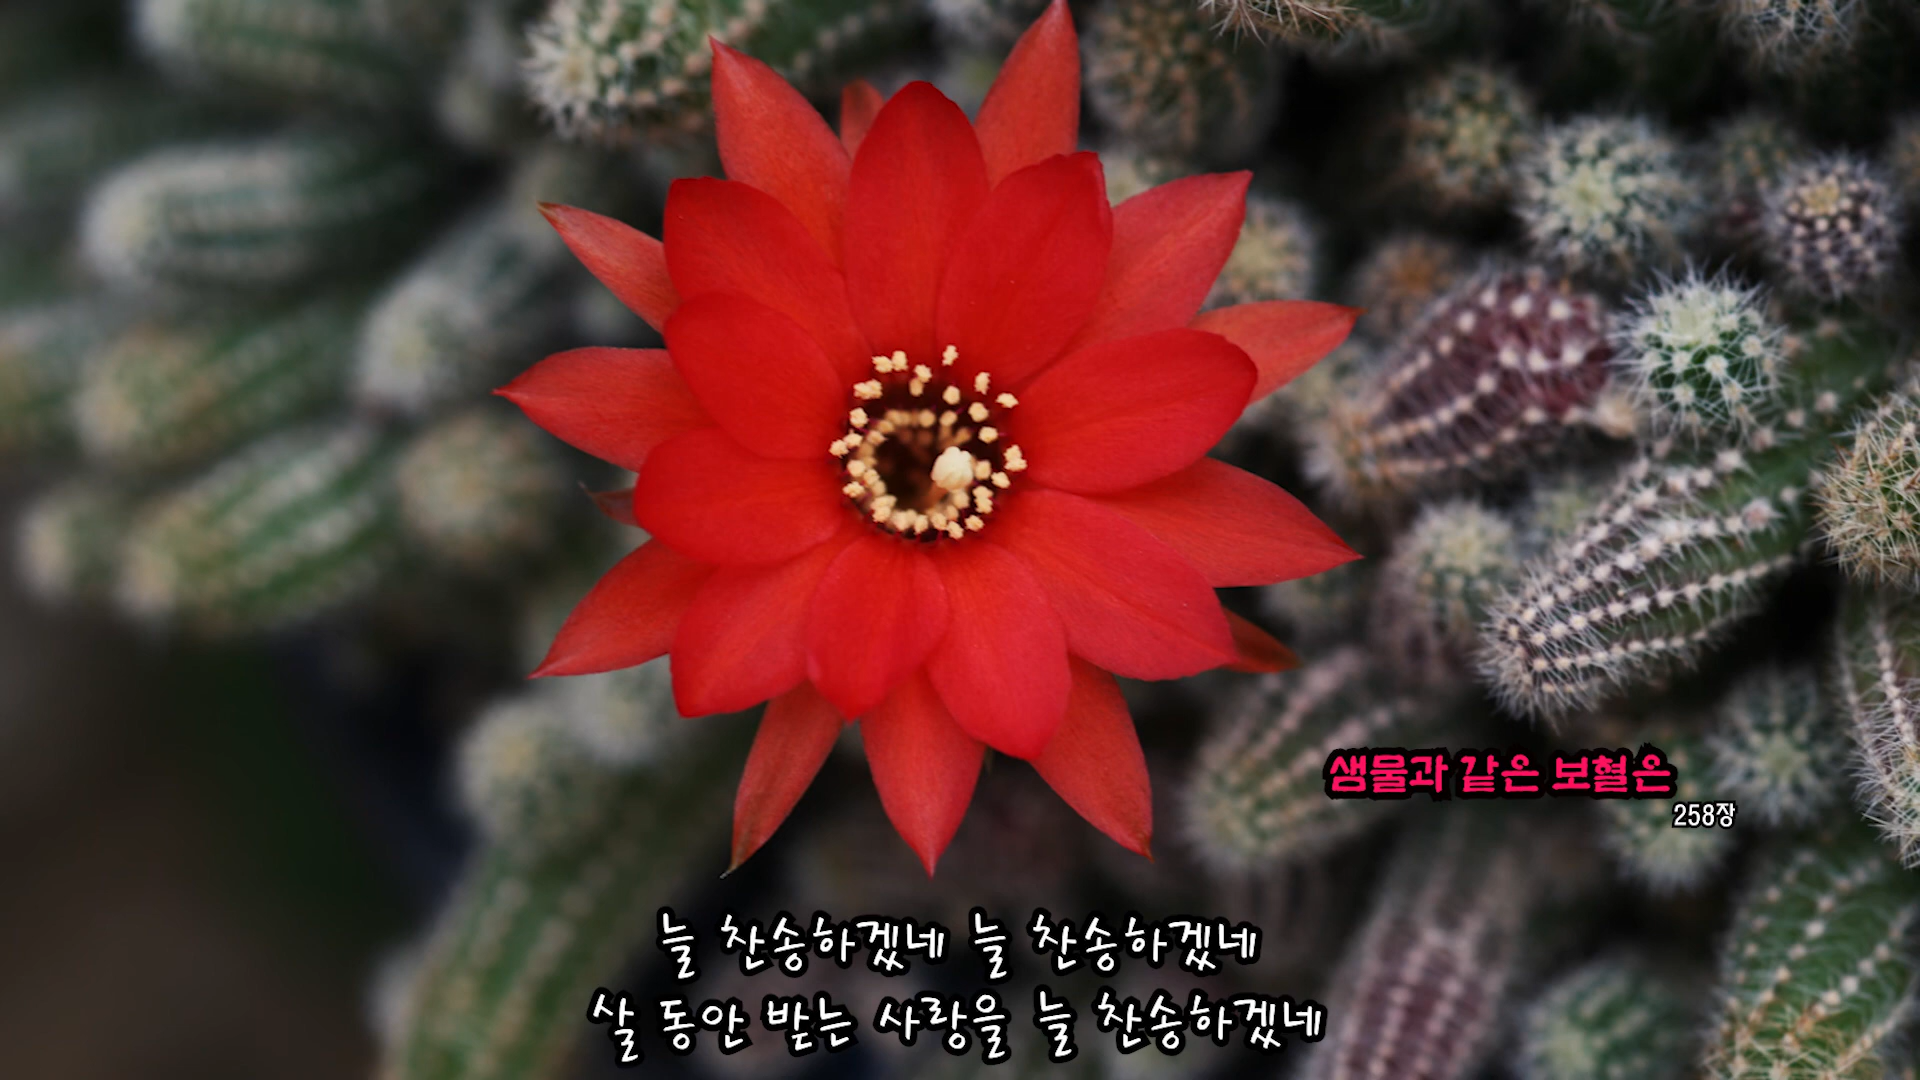 샘물과 같은 보혈은
258장
늘 찬송하겠네 늘 찬송하겠네
살 동안 받는 사랑을 늘 찬송하겠네